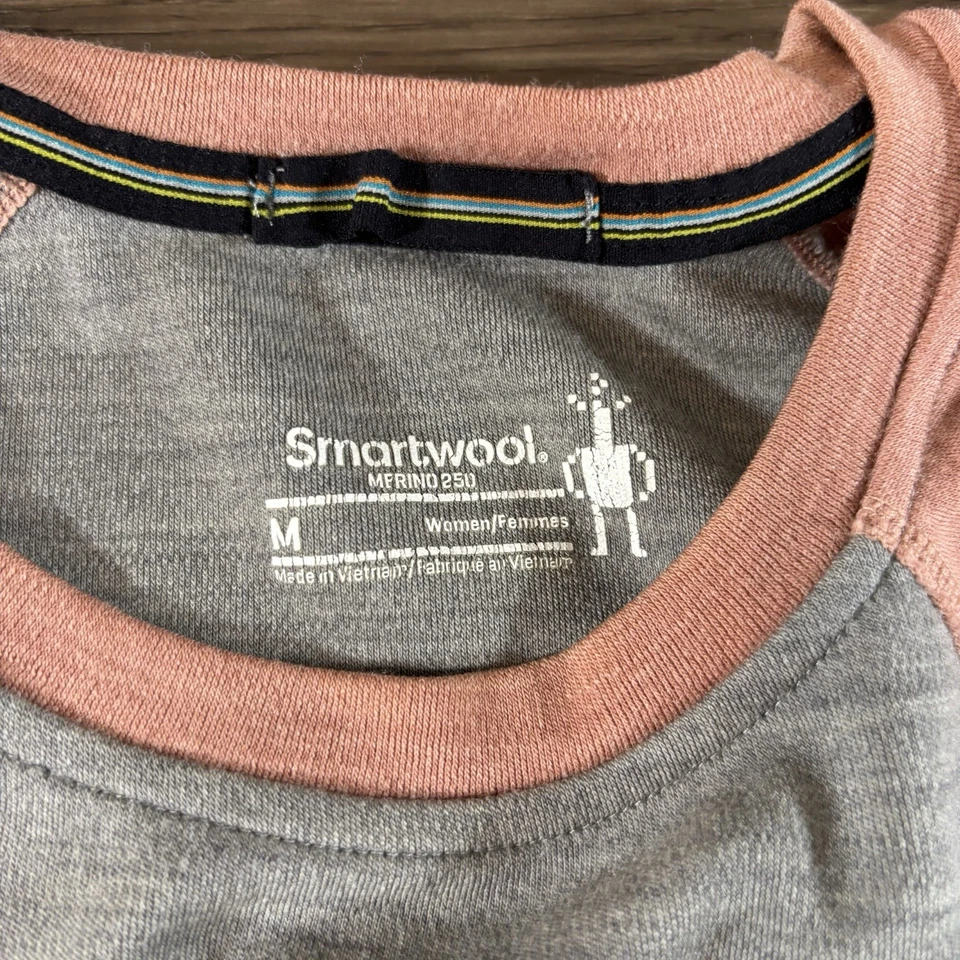 Smartwool®
MERINO 250
M
Women/Femmes
Made in Vietnam/Fabriqué au Vietnam